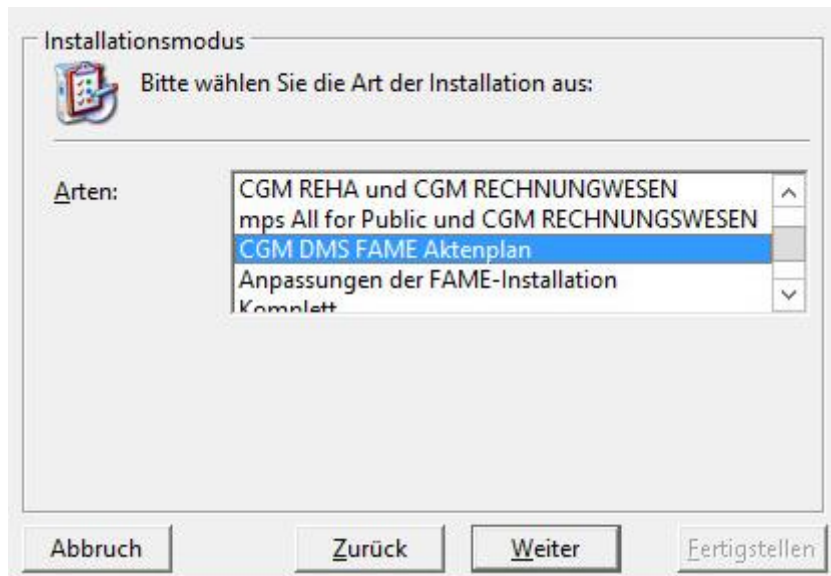 Installationsmodus
Bitte wählen Sie die Art der Installation aus:
Arten:
CGM REHA und CGM RECHNUNGWESEN
mps All for Public und CGM RECHNUNGSWESEN
CGM DMS FAME Aktenplan
Anpassungen der FAME-Installation
Komplett
Abbruch
Zurück
Weiter
Fertigstellen